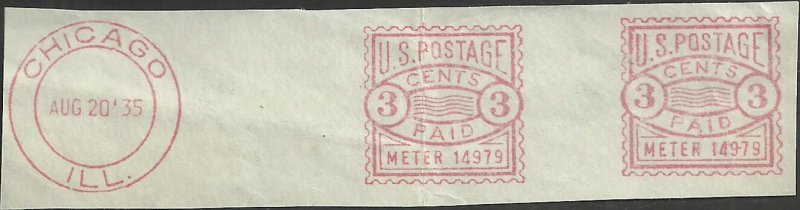 CHICAGO
AUG 20 '35
ILL.
U.S. POSTAGE
CENTS
3 3
PAID
METER 14979
U.S. POSTAGE
CENTS
3 3
PAID
METER 14979